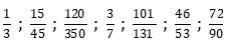 1/3 ; 15/45 ; 120/350 ; 3/7 ; 101/131 ; 46/53 ; 72/90